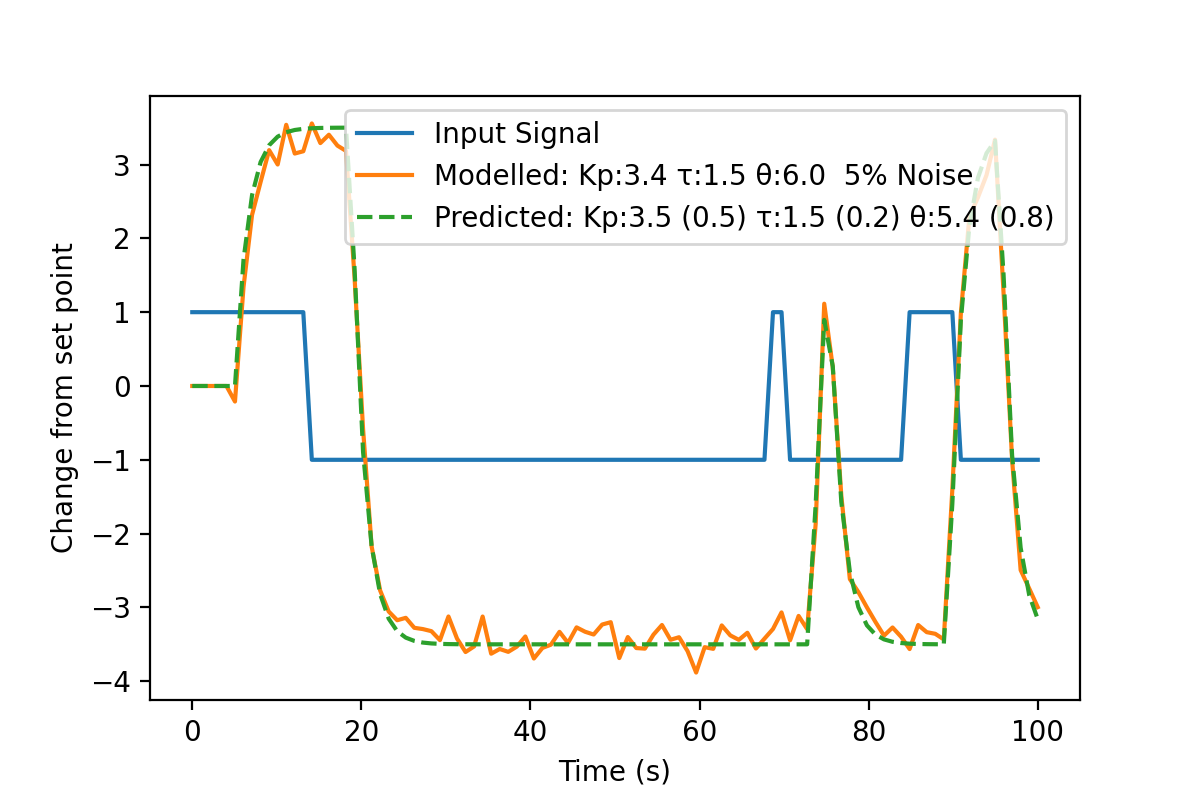 Input Signal
Modelled: Kp:3.4 τ:1.5 θ:6.0  5% Noise
Predicted: Kp:3.5 (0.5) τ:1.5 (0.2) θ:5.4 (0.8)
Change from set point
3
2
1
0
−1
−2
−3
−4
0 20 40 60 80 100
Time (s)